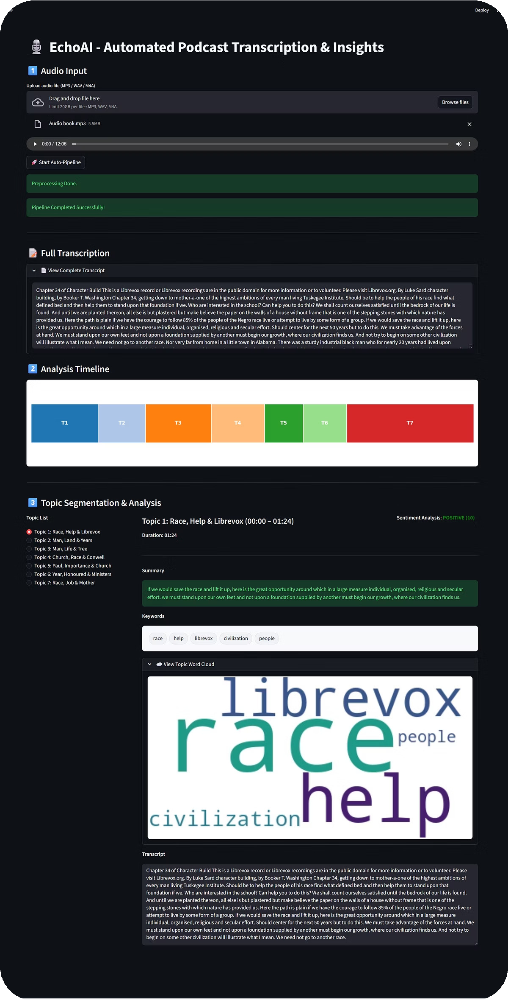 Deploy
EchoAI - Automated Podcast Transcription & Insights
1 Audio Input
Upload audio file (MP3 / WAV / M4A)
Drag and drop file here
Limit 20GB per file • MP3, WAV, M4A
Browse files
Audio book.mp3 5.5MB
0:00 / 12:06
Start Auto-Pipeline
Preprocessing Done.
Pipeline Completed Successfully!
Full Transcription
View Complete Transcript
Chapter 34 of Character Build This is a Librevox record or Librevox recordings are in the public domain for more information or to volunteer. Please visit Librevox.org. By Luke Sard character
building, by Booker T. Washington Chapter 34, getting down to mother-a-one of the highest ambitions of every man living Tuskegee Institute. Should be to help the people of his race find what
defined bed and then help them to stand upon that foundation if we. Who are interested in the school? Can help you to do this? We shall count ourselves satisfied until the bedrock of our life is
found. And until we are planted thereon, all else is but plastered but make believe the paper on the walls of a house without frame that is one of the stepping stones with which nature has
provided us. Here the path is plain if we have the courage to follow 85% of the people of the Negro race live or attempt to live by some form of a group. If we would save the race and lift it up, here
is the great opportunity around which in a large measure individual, organised, religious and secular effort. Should center for the next 50 years but to do this. We must take advantage of the forces
at hand. We must stand upon our own feet and not upon a foundation supplied by another must begin our growth, where our civilization finds us. And not try to begin on some other civilization
will illustrate what I mean. We need not go to another race. Nor very far from home in a little town in Alabama. There was a sturdy industrial black man who for nearly 20 years had lived upon
2 Analysis Timeline
T1 T2 T3 T4 T5 T6 T7
3 Topic Segmentation & Analysis
Topic List
Topic 1: Race, Help & Librevox
Topic 2: Man, Land & Years
Topic 3: Man, Life & Tree
Topic 4: Church, Race & Conwell
Topic 5: Paul, Importance & Church
Topic 6: Year, Honoured & Ministers
Topic 7: Race, Job & Mother
Topic 1: Race, Help & Librevox (00:00 – 01:24)
Sentiment Analysis: POSITIVE (10)
Duration: 01:24
Summary
If we would save the race and lift it up, here is the great opportunity around which in a large measure individual, organised, religious and secular
effort. we must stand upon our own feet and not upon a foundation supplied by another must begin our growth, where our civilization finds us.
Keywords
race help librevox civilization people
View Topic Word Cloud
librevox
race
people
help
civilization
Transcript
Chapter 34 of Character Build This is a Librevox record or Librevox recordings are in the public domain for more information or to volunteer. Please
visit Librevox.org. By Luke Sard character building, by Booker T. Washington Chapter 34, getting down to mother-a-one of the highest ambitions of
every man living Tuskegee Institute. Should be to help the people of his race find what defined bed and then help them to stand upon that
foundation if we. Who are interested in the school? Can help you to do this? We shall count ourselves satisfied until the bedrock of our life is found.
And until we are planted thereon, all else is but plastered but make believe the paper on the walls of a house without frame that is one of the
stepping stones with which nature has provided us. Here the path is plain if we have the courage to follow 85% of the people of the Negro race live or
attempt to live by some form of a group. If we would save the race and lift it up, here is the great opportunity around which in a large measure
individual, organised, religious and secular effort. Should center for the next 50 years but to do this. We must take advantage of the forces at hand. We
must stand upon our own feet and not upon a foundation supplied by another must begin our growth, where our civilization finds us. And not try to
begin on some other civilization will illustrate what I mean. We need not go to another race.